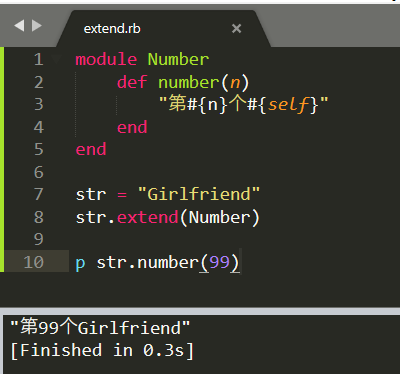 extend.rb
1 module Number
2     def number(n)
3         "第#{n}个#{self}"
4     end
5 end
6
7 str = "Girlfriend"
8 str.extend(Number)
9
10 p str.number(99)
"第99个Girlfriend"
[Finished in 0.3s]